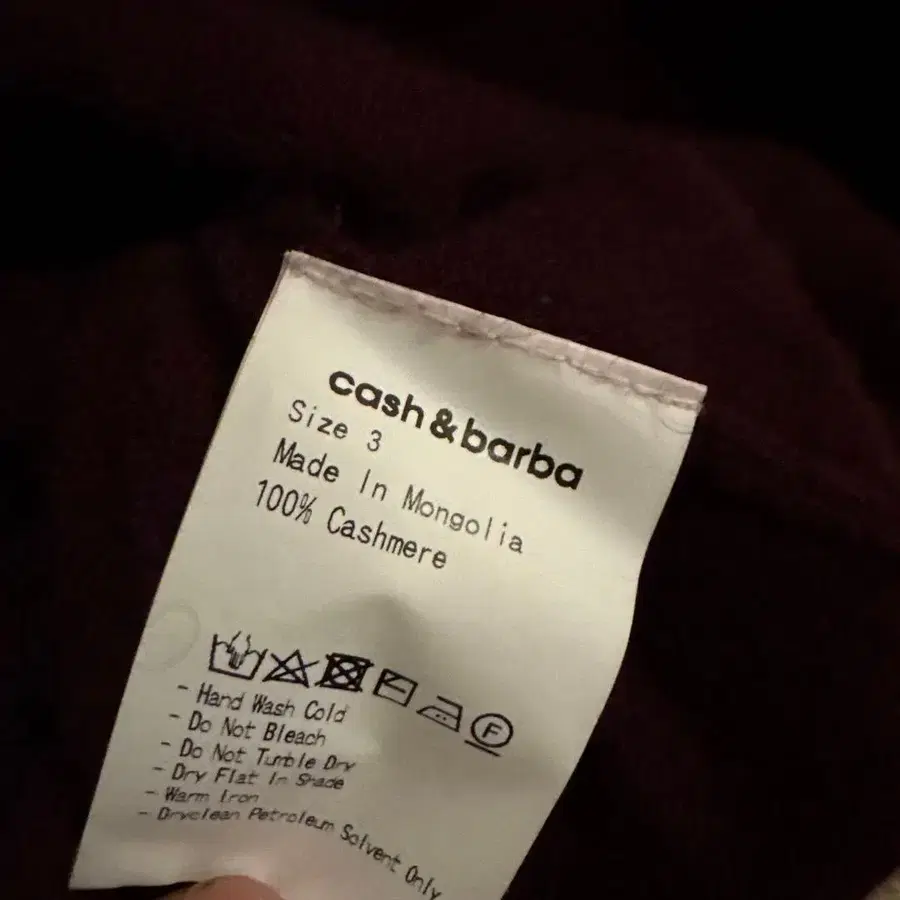 cash&barba
Size 3
Made In Mongolia
100% Cashmere
F
- Hand Wash Cold
- Do Not Bleach
- Do Not Tumble Dry
- Dry Flat In Shade
- Warm Iron
- Dryclean Petroleum Solvent Only